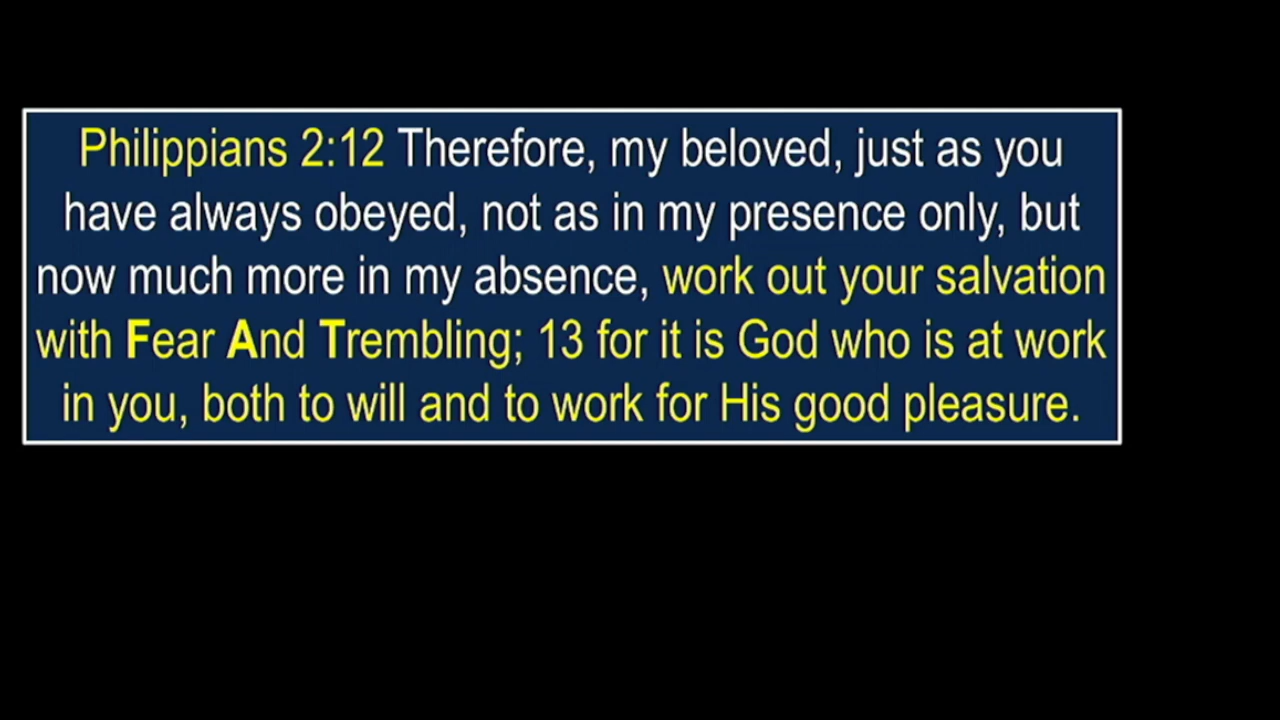 Philippians 2:12 Therefore, my beloved, just as you
have always obeyed, not as in my presence only, but
now much more in my absence, work out your salvation
with Fear And Trembling; 13 for it is God who is at work
in you, both to will and to work for His good pleasure.